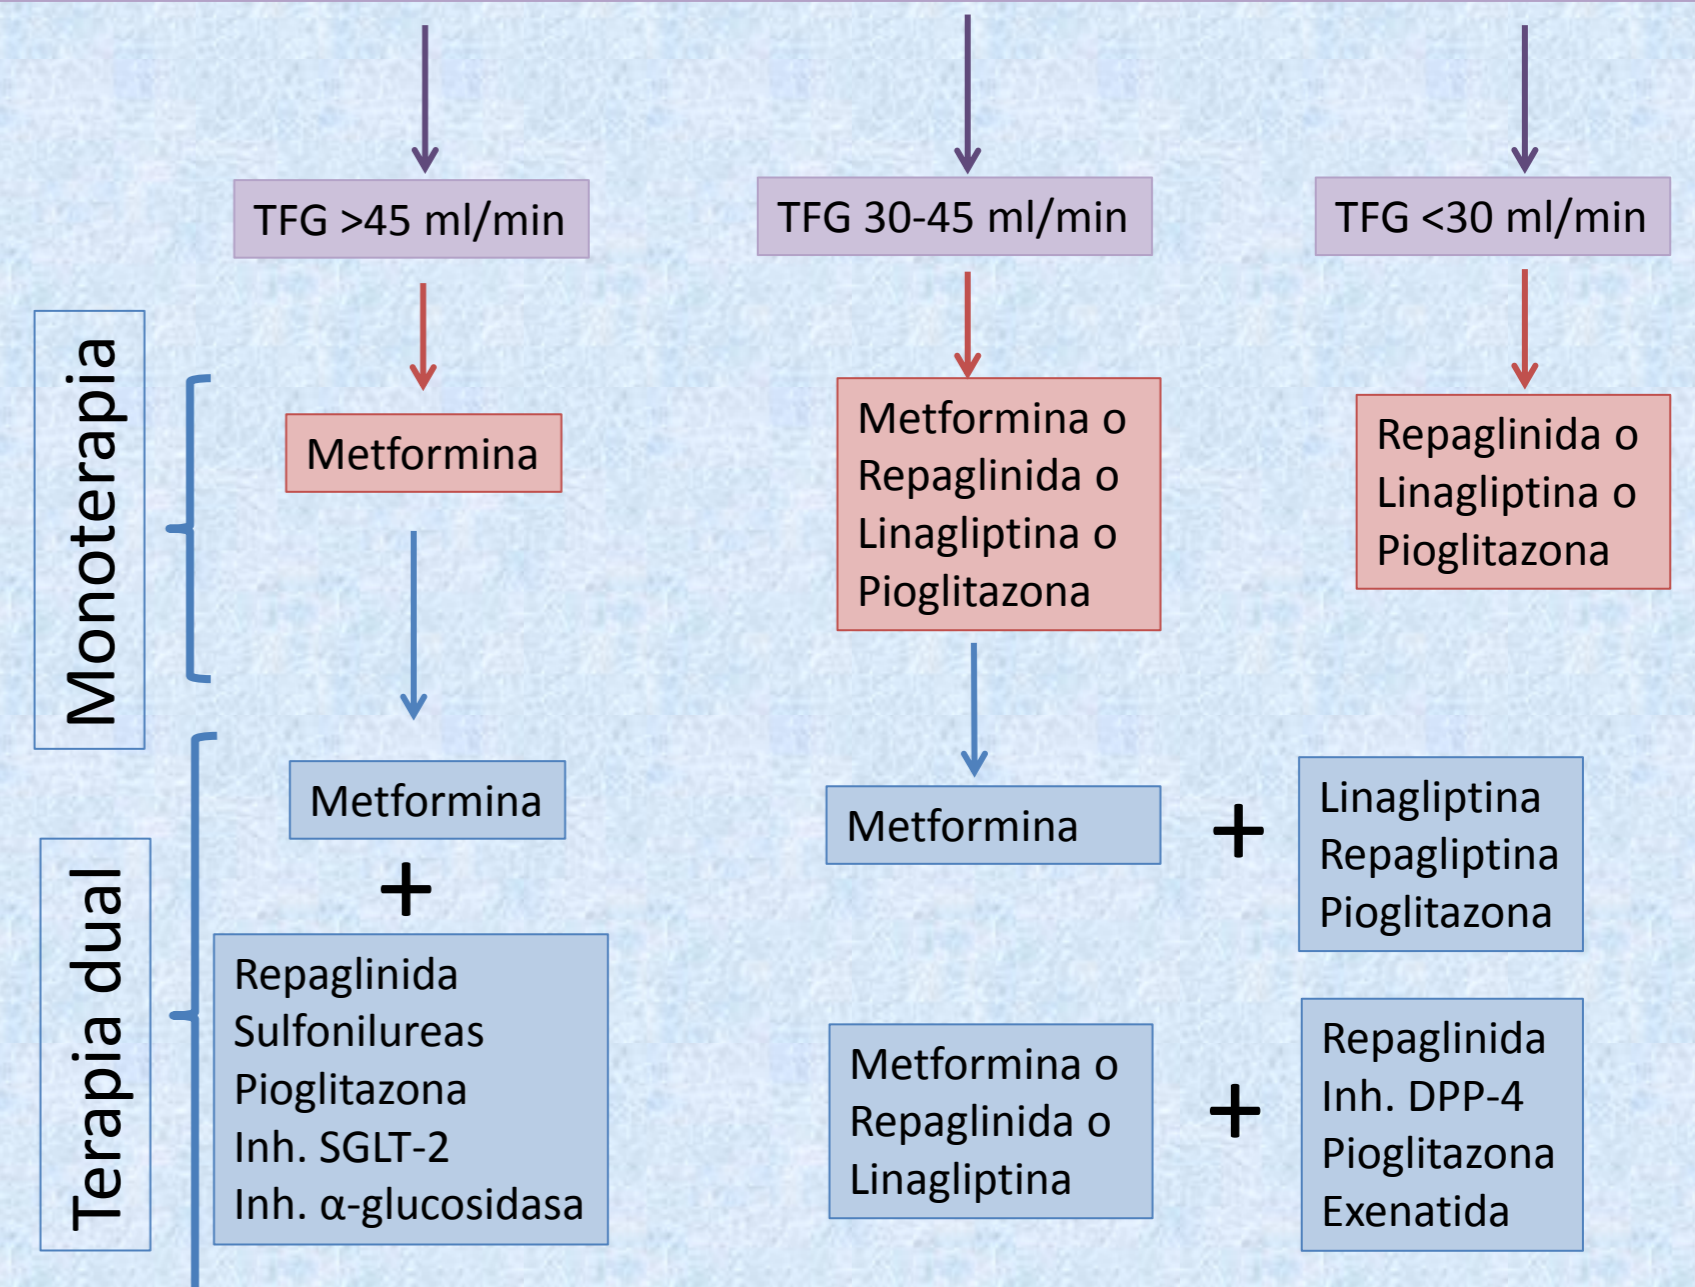 TFG >45 ml/min
TFG 30-45 ml/min
TFG <30 ml/min
Monoterapia
Metformina
Metformina o
Repaglinida o
Linagliptina o
Pioglitazona
Repaglinida o
Linagliptina o
Pioglitazona
Terapia dual
Metformina
+
Repaglinida
Sulfonilureas
Pioglitazona
Inh. SGLT-2
Inh. α-glucosidasa
Metformina
+
Linagliptina
Repagliptina
Pioglitazona
Metformina o
Repaglinida o
Linagliptina
+
Repaglinida
Inh. DPP-4
Pioglitazona
Exenatida